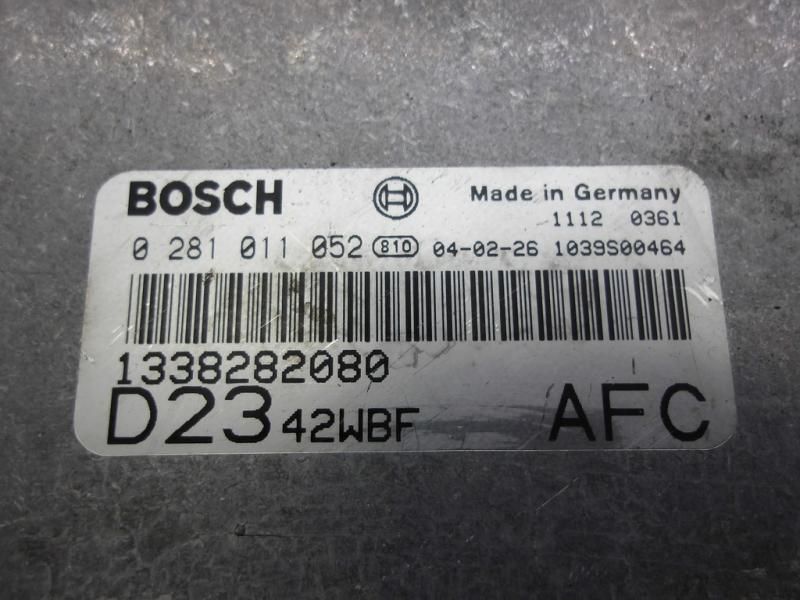 BOSCH Made in Germany
1112 0361
0 281 011 052 810 04-02-26 1039S00464
1338282080
D23 42WBF AFC